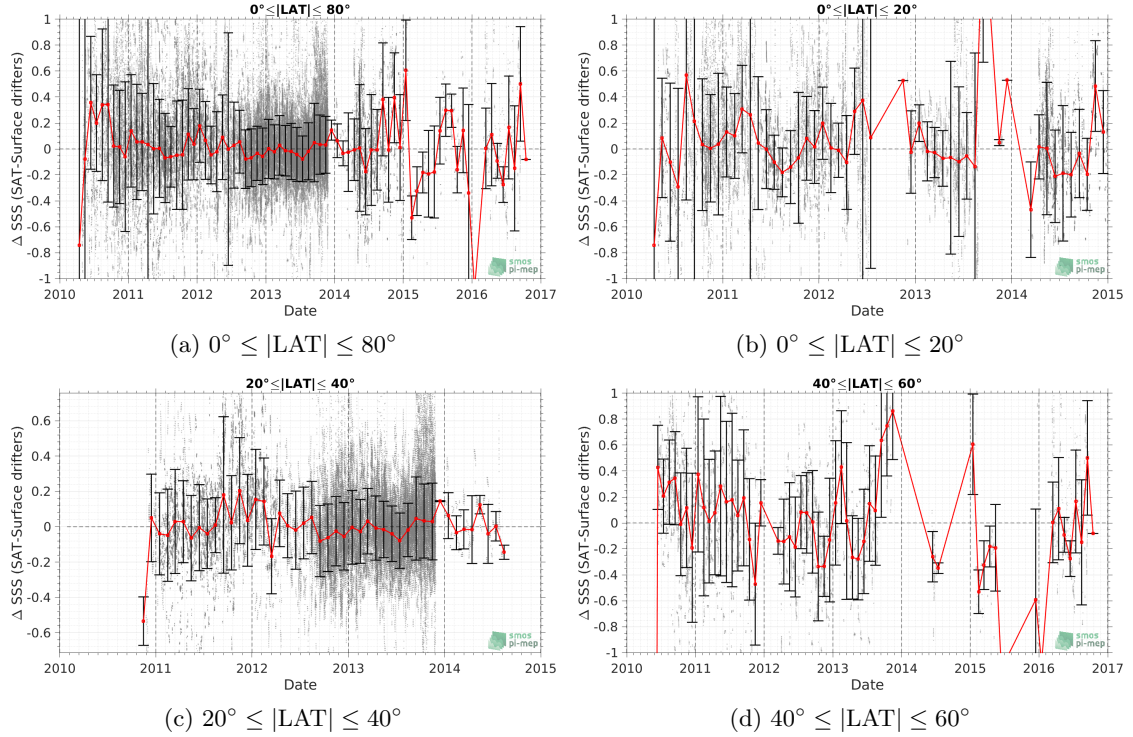 0°≤|LAT|≤ 80°
Δ SSS (SAT-Surface drifters)
1
0.8
0.6
0.4
0.2
0
-0.2
-0.4
-0.6
-0.8
-1
2010 2011 2012 2013 2014 2015 2016 2017
Date
smos
pi-mep
(a) 0° ≤ |LAT| ≤ 80°
0°≤|LAT|≤ 20°
Δ SSS (SAT-Surface drifters)
1
0.8
0.6
0.4
0.2
0
-0.2
-0.4
-0.6
-0.8
-1
2010 2011 2012 2013 2014 2015
Date
smos
pi-mep
(b) 0° ≤ |LAT| ≤ 20°
20°≤|LAT|≤ 40°
Δ SSS (SAT-Surface drifters)
0.6
0.4
0.2
0
-0.2
-0.4
-0.6
2010 2011 2012 2013 2014 2015
Date
smos
pi-mep
(c) 20° ≤ |LAT| ≤ 40°
40°≤|LAT|≤ 60°
Δ SSS (SAT-Surface drifters)
1
0.8
0.6
0.4
0.2
0
-0.2
-0.4
-0.6
-0.8
-1
2010 2011 2012 2013 2014 2015 2016 2017
Date
smos
pi-mep
(d) 40° ≤ |LAT| ≤ 60°